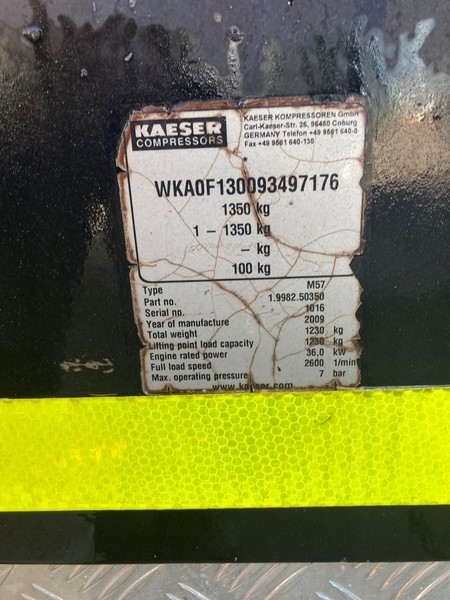 KAESER
COMPRESSORS
KAESER KOMPRESSOREN GmbH
Carl-Kaeser-Str. 26, 96450 Coburg
GERMANY Telefon +49 9561 640-0
Fax +49 9561 640-130
WKA0F130093497176
1350 kg
1 – 1350 kg
– kg
100 kg
Type M57
Part no. 1.9982.50350
Serial no. 1016
Year of manufacture 2009
Total weight 1230 kg
Lifting point load capacity 1230 kg
Engine rated power 36,0 kW
Full load speed 2600 1/min
Max. operating pressure 7 bar
www.kaeser.com